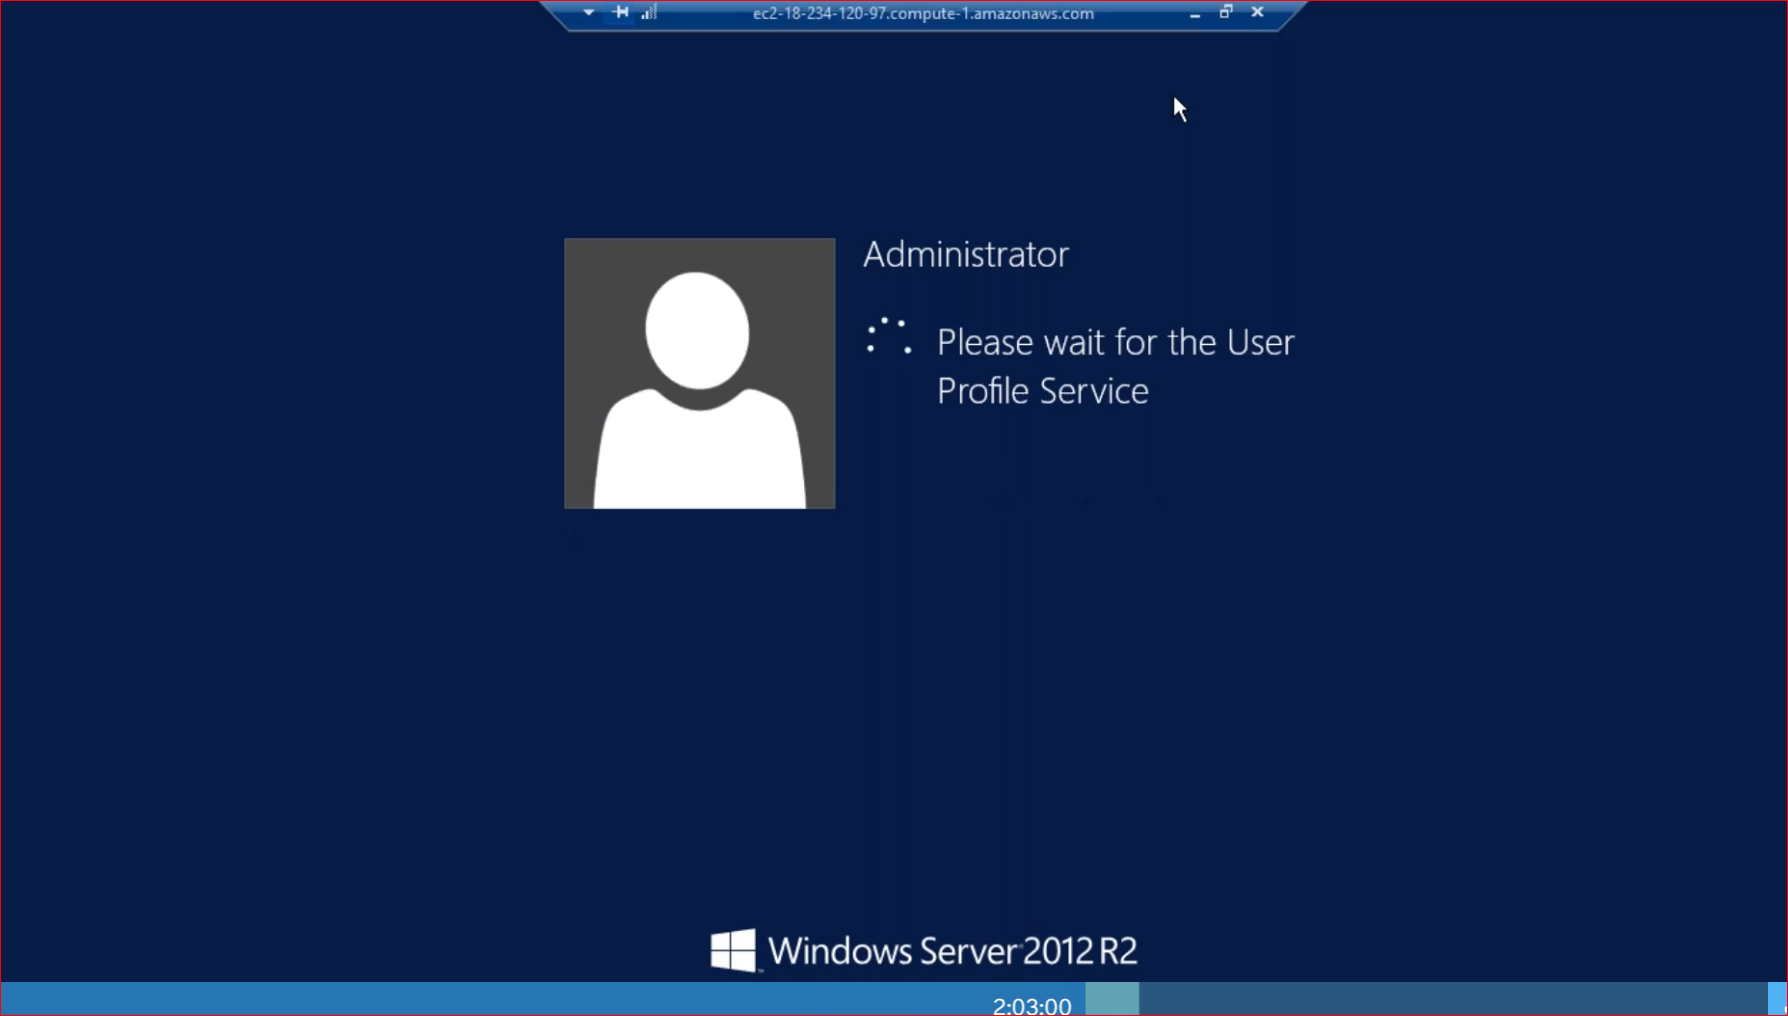 ec2-18-234-120-97.compute-1.amazonaws.com
Administrator
Please wait for the User
Profile Service
Windows Server 2012 R2
2:03:00